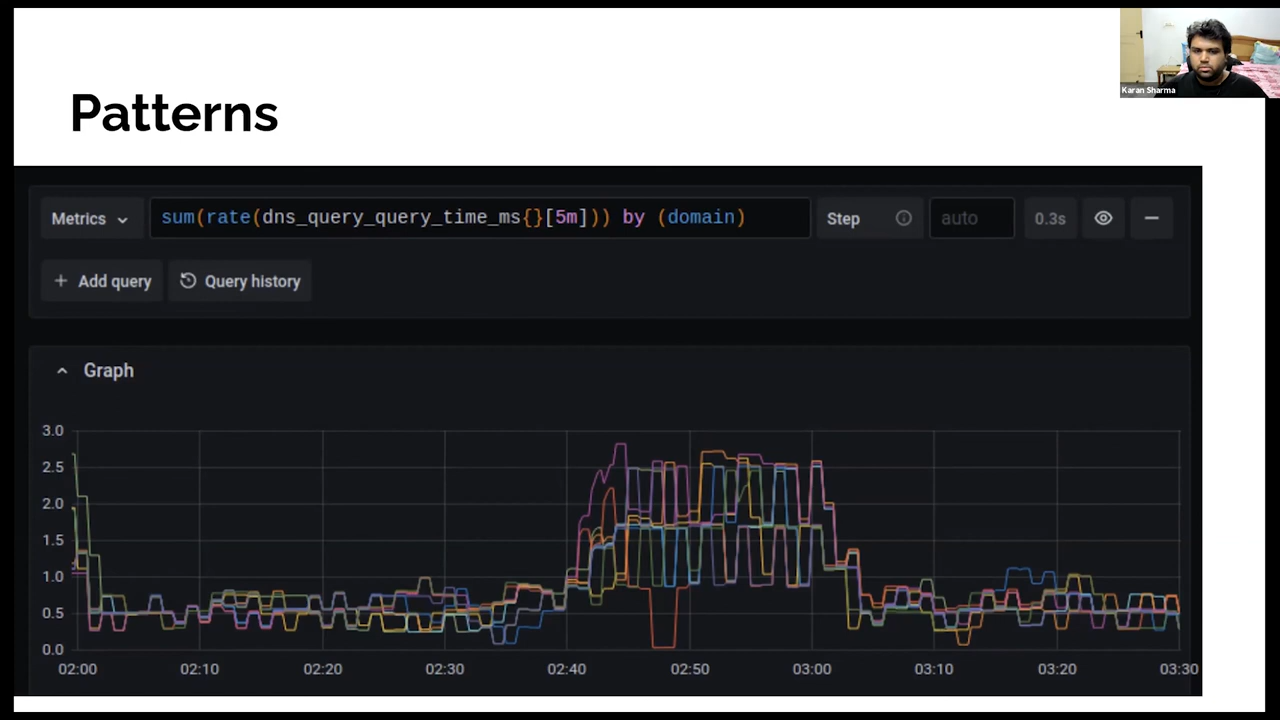 Karan Sharma
Patterns
Metrics
sum(rate(dns_query_query_time_ms{}[5m])) by (domain)
Step
auto
0.3s
+ Add query
Query history
Graph
3.0
2.5
2.0
1.5
1.0
0.5
0.0
02:00 02:10 02:20 02:30 02:40 02:50 03:00 03:10 03:20 03:30